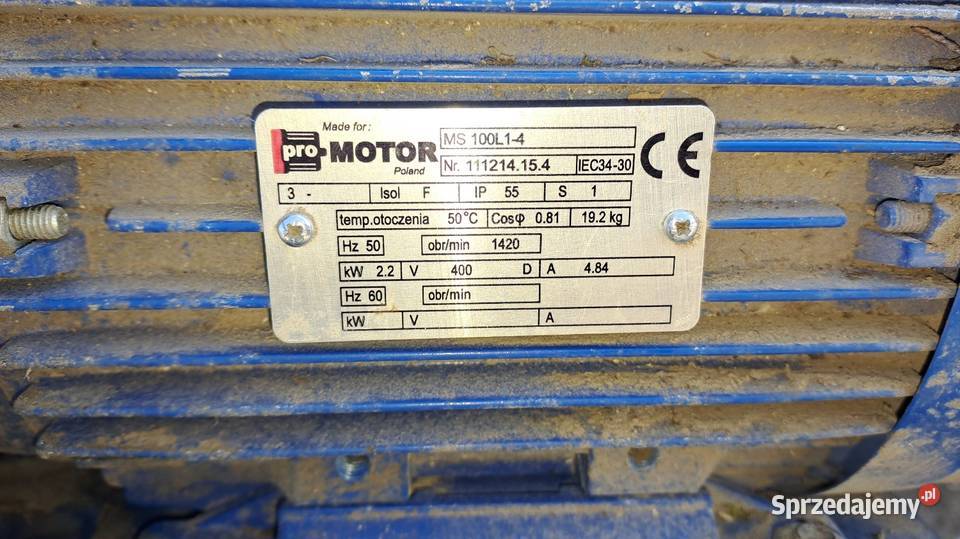 Made for:
pro-MOTOR
Poland
MS 100L1-4
Nr. 111214.15.4 IEC34-30
CE
3 - Isol F IP 55 S 1
temp.otoczenia 50°C Cosφ 0.81 19.2 kg
Hz 50 obr/min 1420
kW 2.2 V 400 D A 4.84
Hz 60 obr/min
kW V A
Sprzedajemy.pl